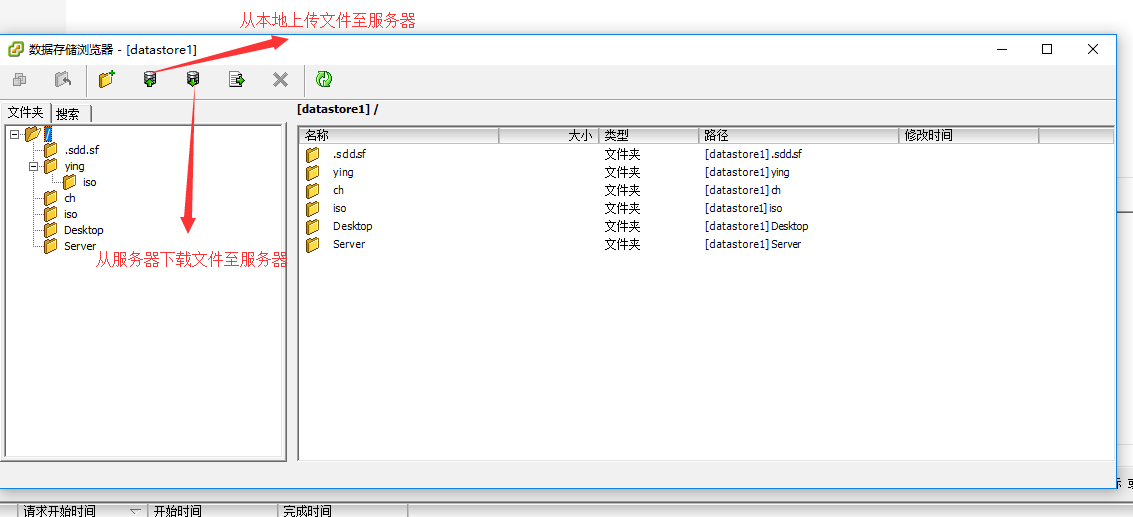 从本地上传文件至服务器
数据存储浏览器 - [datastore1]
文件夹 搜索
/
.sdd.sf
ying
iso
ch
iso
Desktop
Server
从服务器下载文件至服务器
[datastore1] /
名称 大小 类型 路径 修改时间
.sdd.sf 文件夹 [datastore1] .sdd.sf
ying 文件夹 [datastore1] ying
ch 文件夹 [datastore1] ch
iso 文件夹 [datastore1] iso
Desktop 文件夹 [datastore1] Desktop
Server 文件夹 [datastore1] Server
请求开始时间 开始时间 完成时间